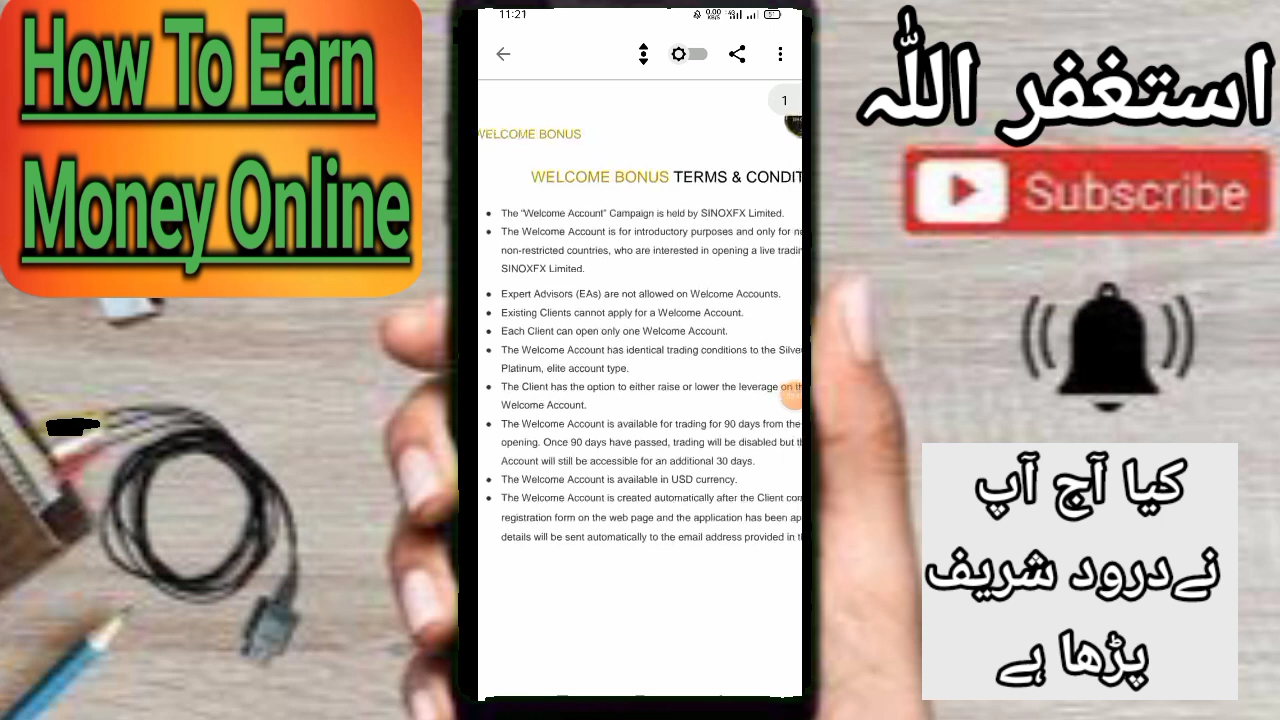 How To Earn
Money Online
11:21
0.00
KB/S
1
WELCOME BONUS
WELCOME BONUS TERMS & CONDIT
● The "Welcome Account" Campaign is held by SINOXFX Limited.
● The Welcome Account is for introductory purposes and only for
non-restricted countries, who are interested in opening a live
SINOXFX Limited.
● Expert Advisors (EAs) are not allowed on Welcome Accounts.
● Existing Clients cannot apply for a Welcome Account.
● Each Client can open only one Welcome Account.
● The Welcome Account has identical trading conditions to the
Platinum, elite account type.
● The Client has the option to either raise or lower the leverage on
Welcome Account.
● The Welcome Account is available for trading for 90 days from the
opening. Once 90 days have passed, trading will be disabled but
Account will still be accessible for an additional 30 days.
● The Welcome Account is available in USD currency.
● The Welcome Account is created automatically after the Client
registration form on the web page and the application has been
details will be sent automatically to the email address provided in
استغفر اللہ
Subscribe
کیا آج آپ
نےدرود شریف
پڑھا ہے